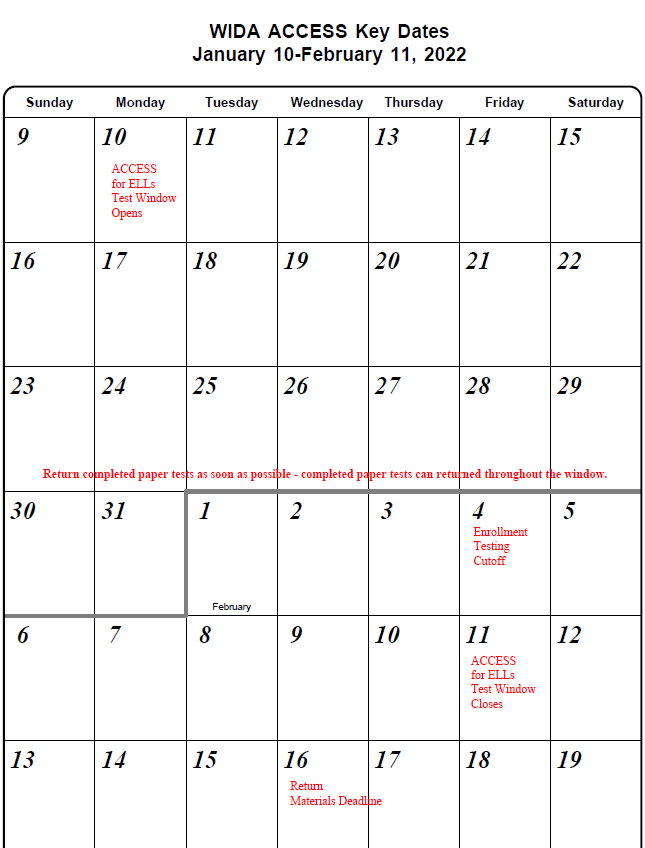 WIDA ACCESS Key Dates
January 10-February 11, 2022
Sunday Monday Tuesday Wednesday Thursday Friday Saturday
9 10 11 12 13 14 15
ACCESS
for ELLs
Test Window
Opens
16 17 18 19 20 21 22
23 24 25 26 27 28 29
Return completed paper tests as soon as possible - completed paper tests can returned throughout the window.
30 31 1 2 3 4 5
Enrollment
Testing
Cutoff
February
6 7 8 9 10 11 12
ACCESS
for ELLs
Test Window
Closes
13 14 15 16 17 18 19
Return
Materials Deadline